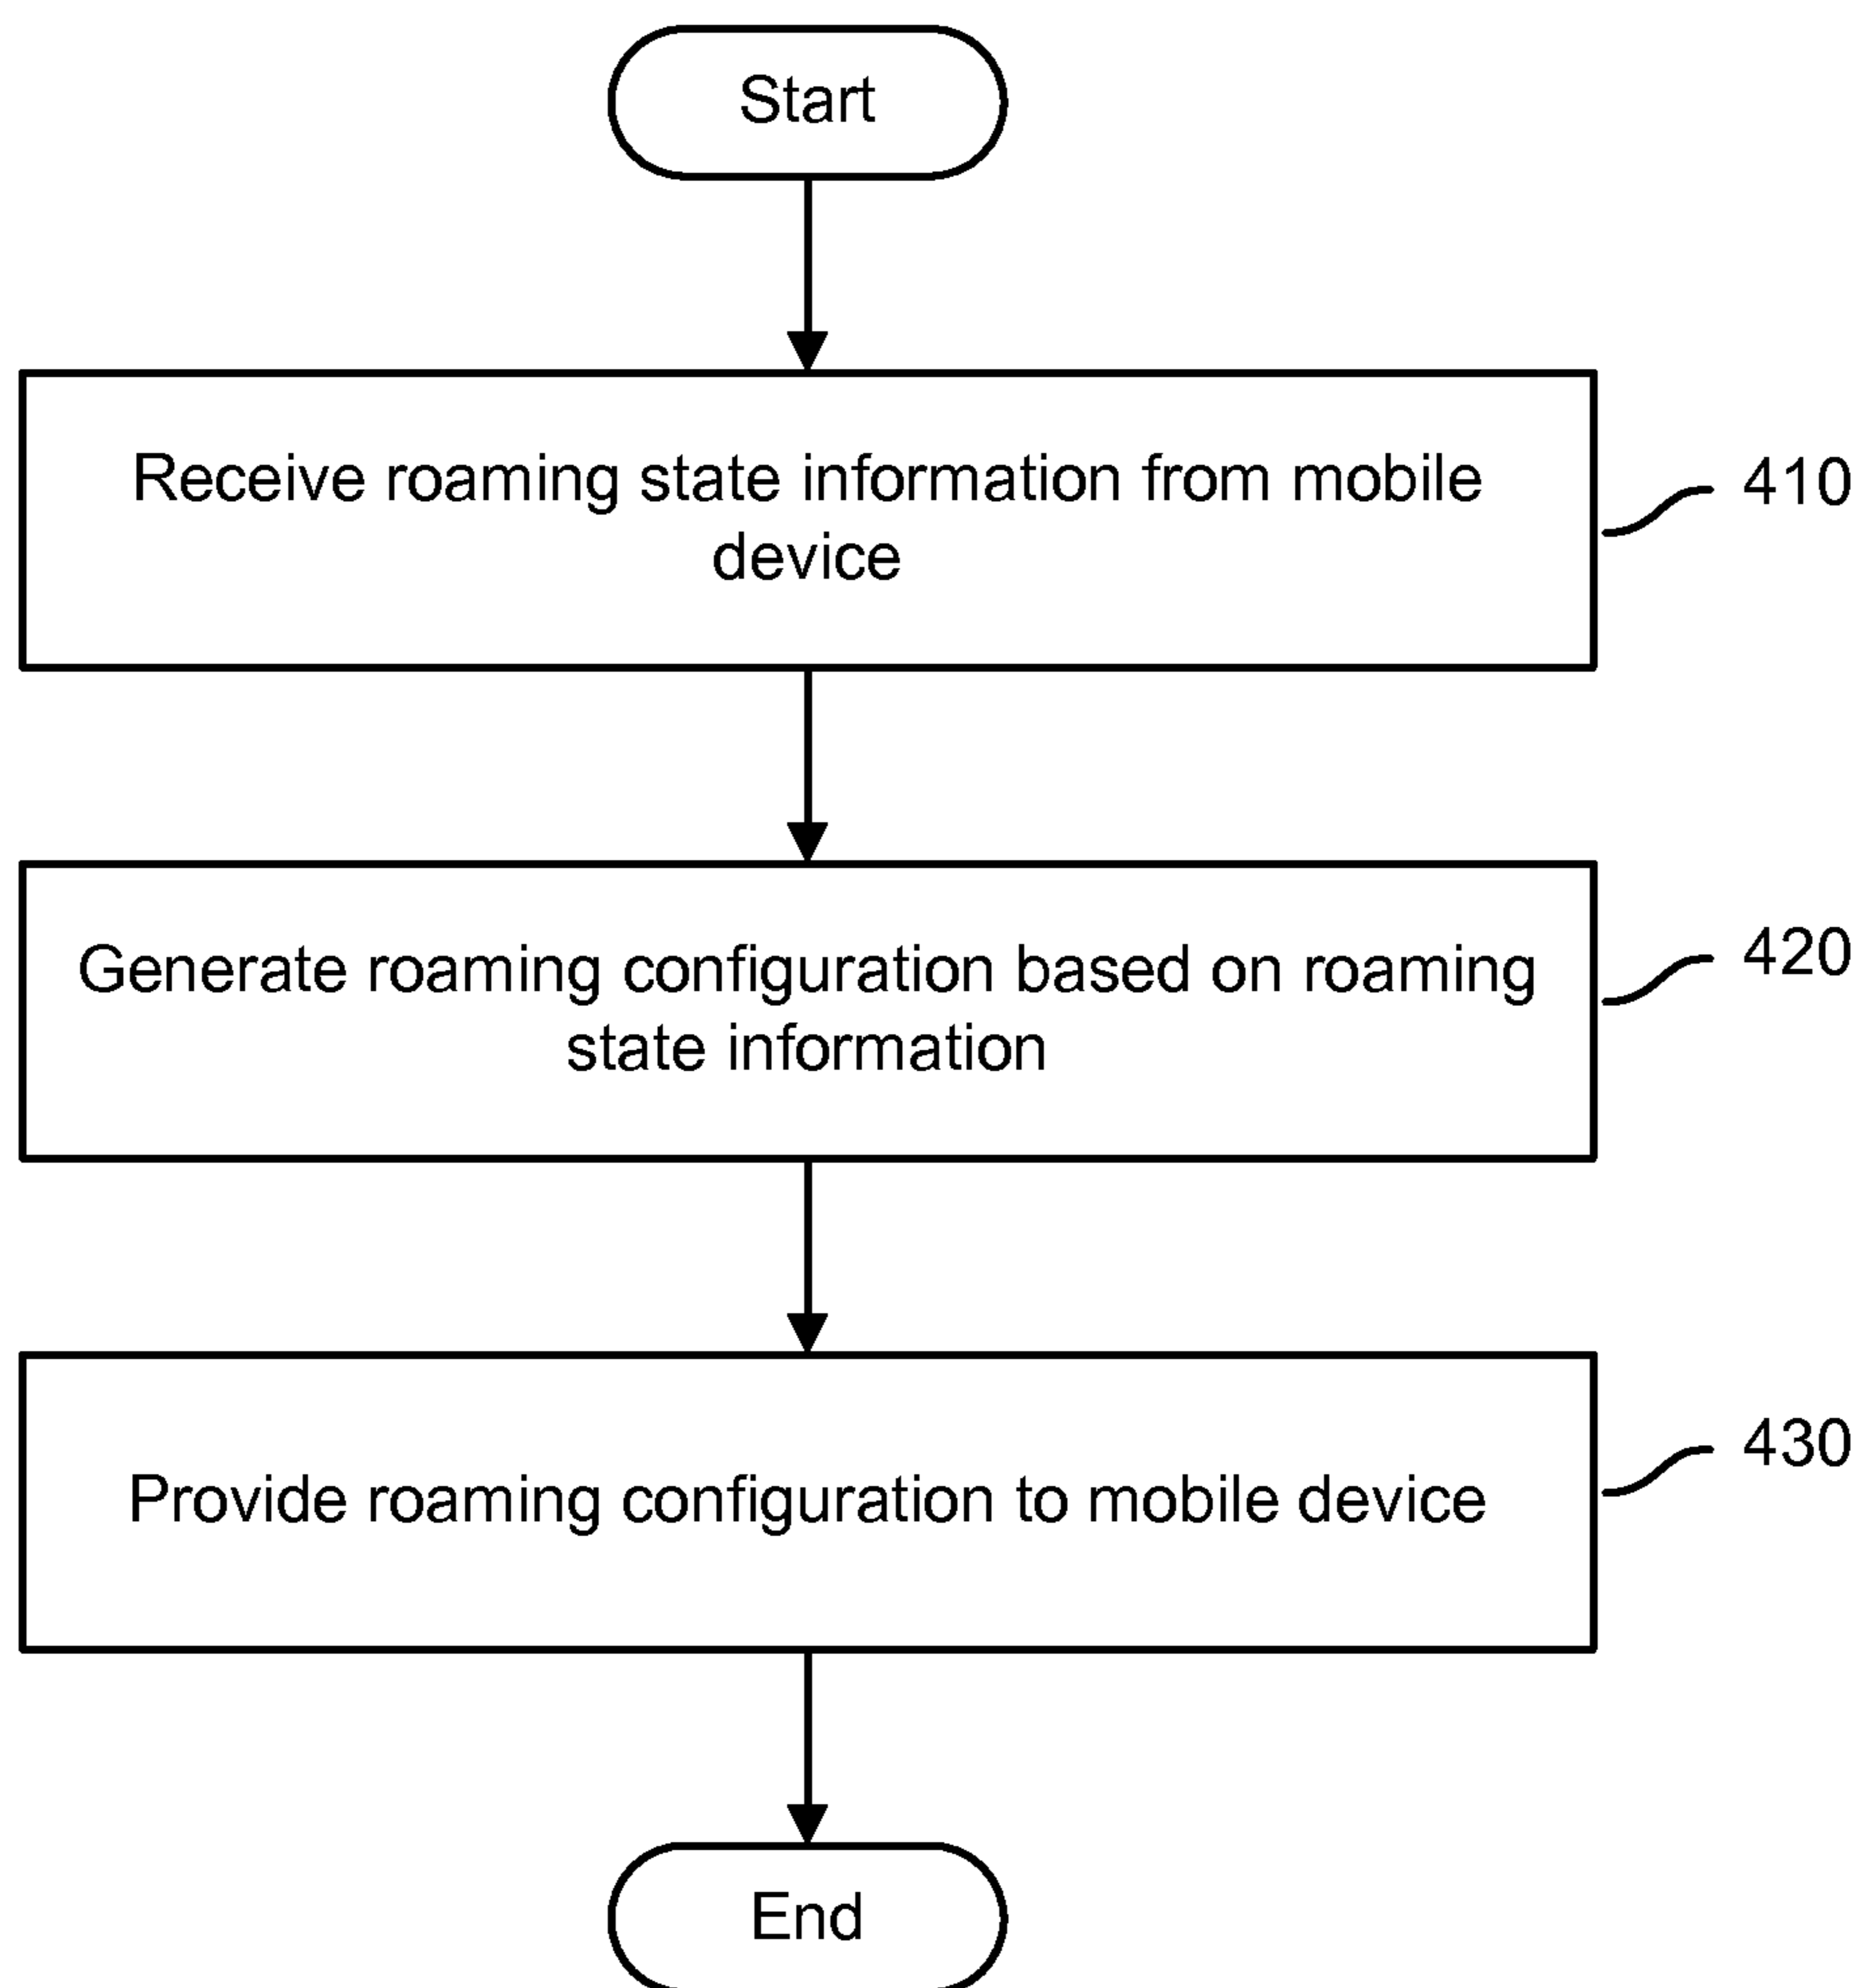 Start
Receive roaming state information from mobile
device
410
Generate roaming configuration based on roaming
state information
420
Provide roaming configuration to mobile device
430
End